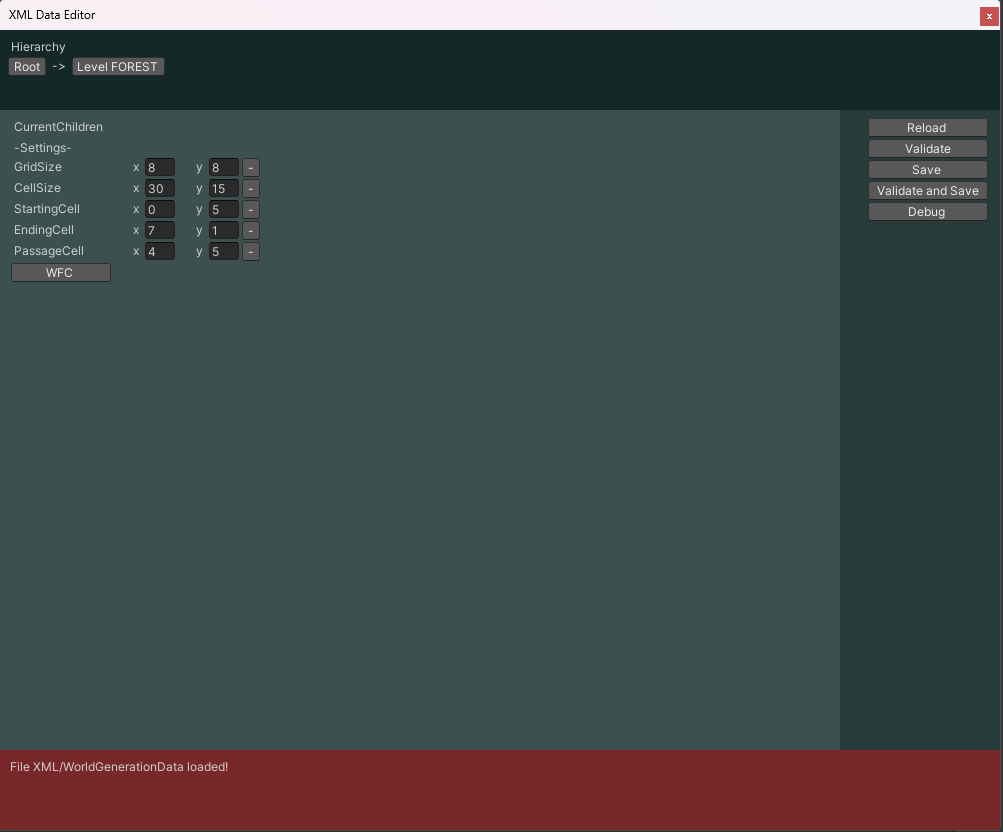 XML Data Editor
x
Hierarchy
Root -> Level FOREST
CurrentChildren
-Settings-
GridSize x 8 y 8 -
CellSize x 30 y 15 -
StartingCell x 0 y 5 -
EndingCell x 7 y 1 -
PassageCell x 4 y 5 -
WFC
Reload
Validate
Save
Validate and Save
Debug
File XML/WorldGenerationData loaded!